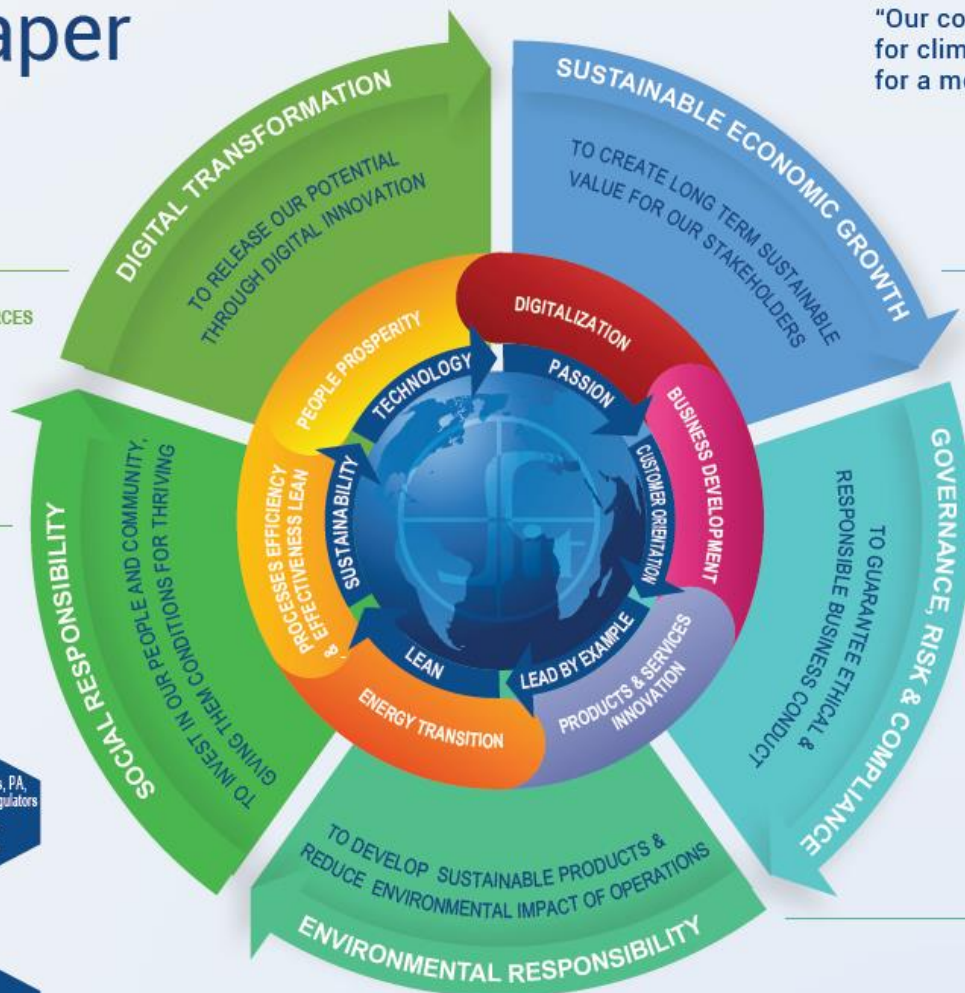 aper
"Our co
for clim
for a mo
DIGITAL TRANSFORMATION
TO RELEASE OUR POTENTIAL
THROUGH DIGITAL INNOVATION
SUSTAINABLE ECONOMIC GROWTH
TO CREATE LONG TERM SUSTAINABLE
VALUE FOR OUR STAKEHOLDERS
GOVERNANCE, RISK & COMPLIANCE
TO GUARANTEE ETHICAL &
RESPONSIBLE BUSINESS CONDUCT
TO DEVELOP SUSTAINABLE PRODUCTS &
REDUCE ENVIRONMENTAL IMPACT OF OPERATIONS
ENVIRONMENTAL RESPONSIBILITY
SOCIAL RESPONSIBILITY
TO INVEST IN OUR PEOPLE AND COMMUNITY,
GIVING THEM CONDITIONS FOR THRIVING
RCES
s, PA,
gulators
DIGITALIZATION
BUSINESS DEVELOPMENT
PRODUCTS & SERVICES
INNOVATION
ENERGY TRANSITION
PROCESSES EFFICIENCY
& EFFECTIVENESS LEAN
PEOPLE PROSPERITY
TECHNOLOGY
PASSION
CUSTOMER ORIENTATION
LEAD BY EXAMPLE
LEAN
SUSTAINABILITY